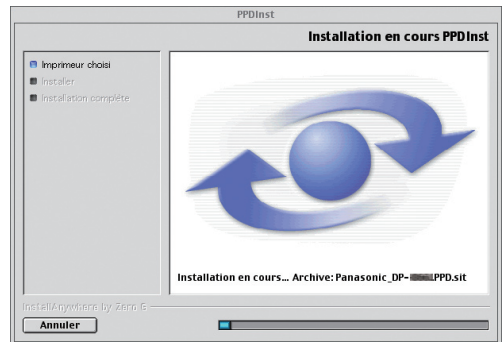 PPDInst
Installation en cours PPDInst
Imprimeur choisi
Installer
Installation complète
Installation en cours... Archive: Panasonic_DP- PPD.sit
InstallAnywhere by Zero G
Annuler